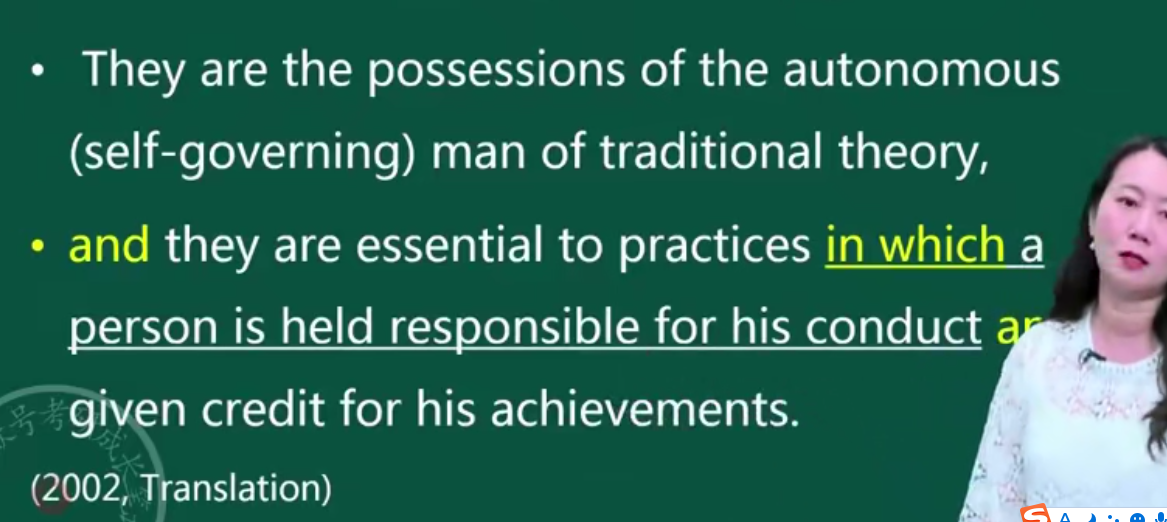 • They are the possessions of the autonomous
(self-governing) man of traditional theory,
• and they are essential to practices in which a
person is held responsible for his conduct
given credit for his achievements.
(2002, Translation)